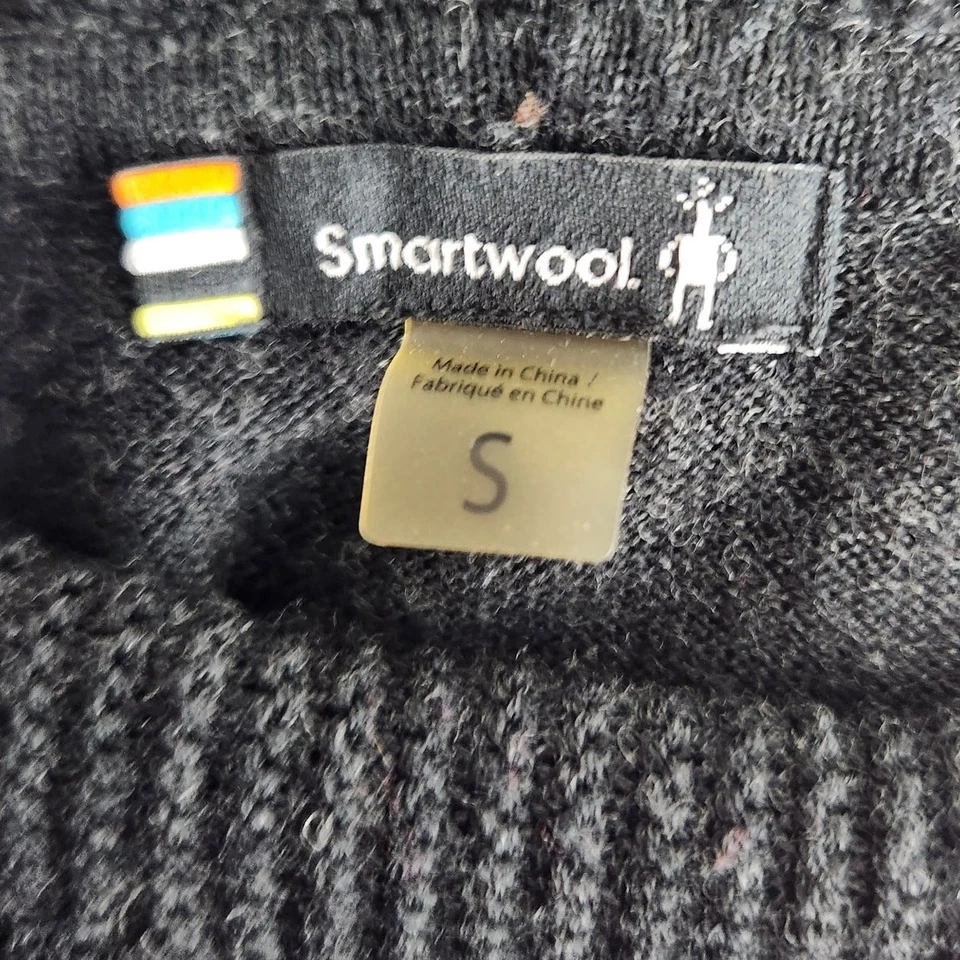 Smartwool.
Made in China /
Fabriqué en Chine
S